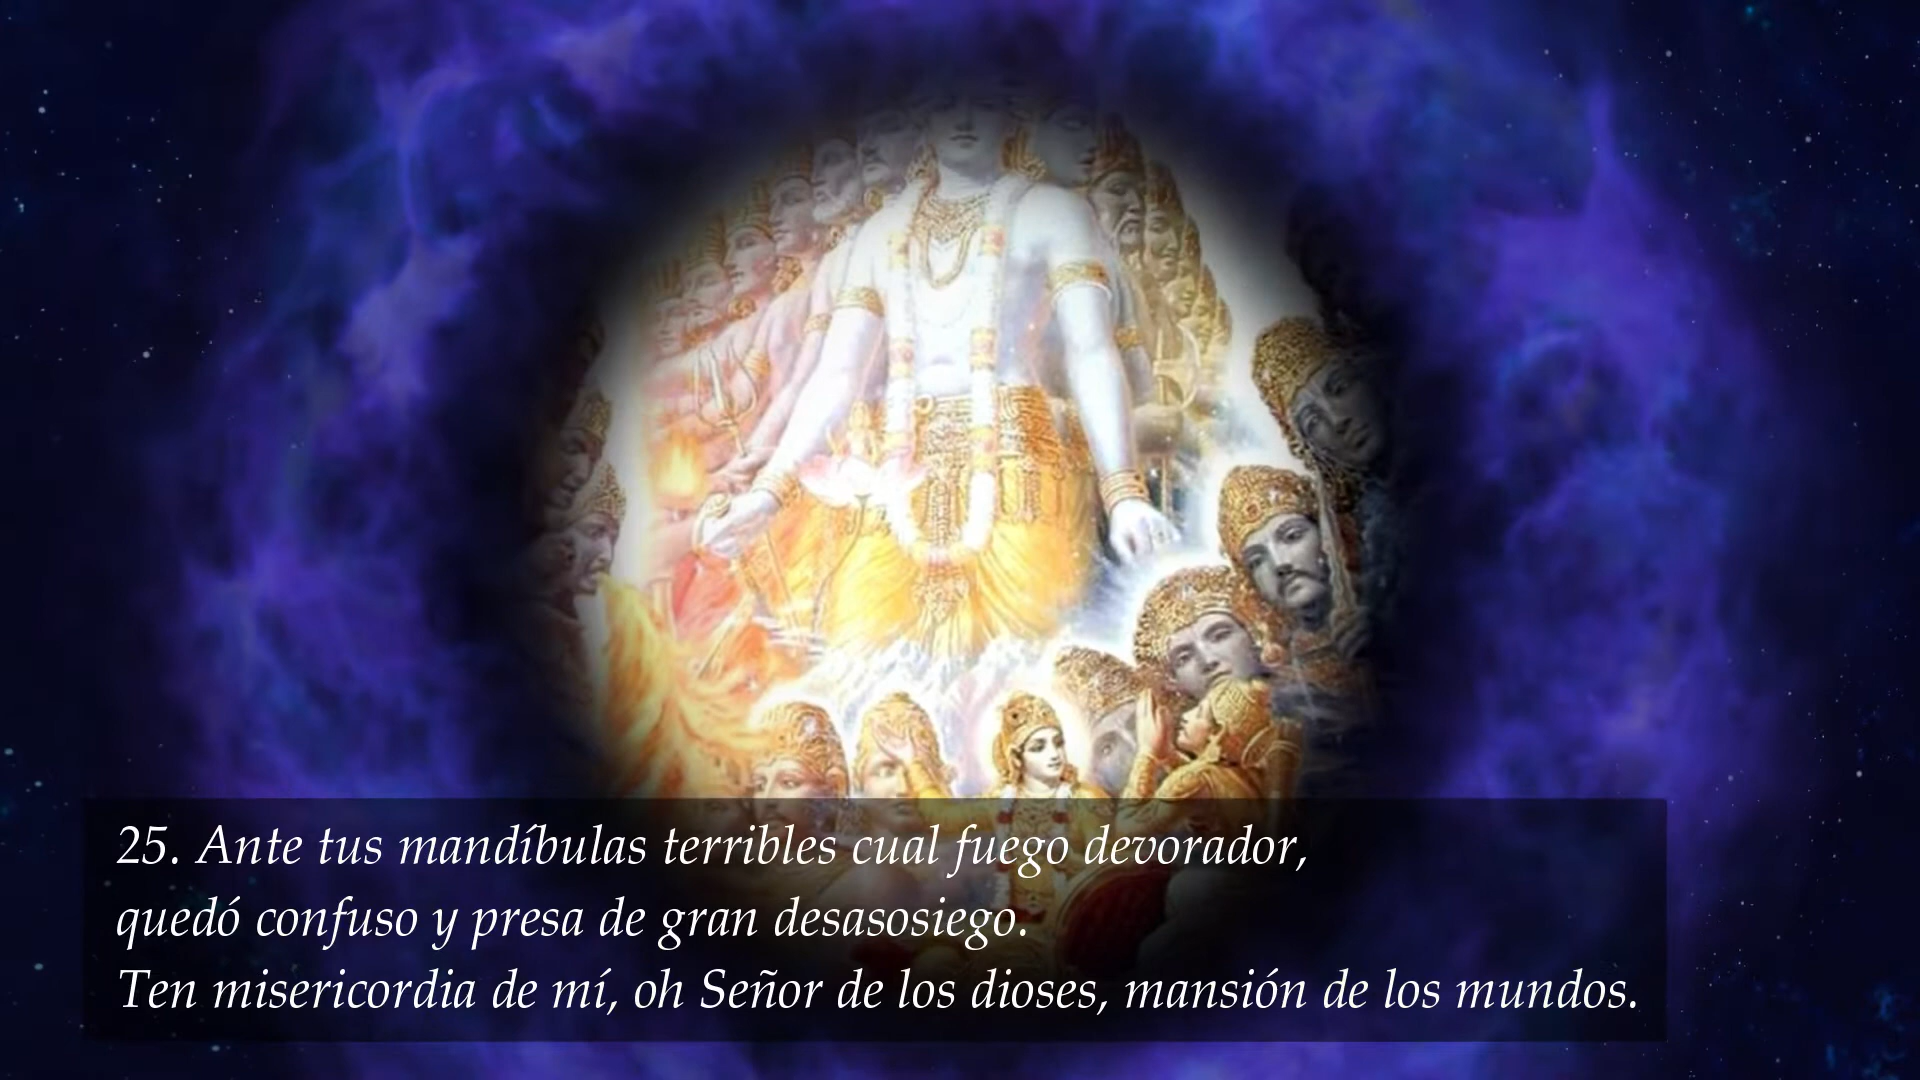 25. Ante tus mandíbulas terribles cual fuego devorador,
quedó confuso y presa de gran desasosiego.
Ten misericordia de mí, oh Señor de los dioses, mansión de los mundos.